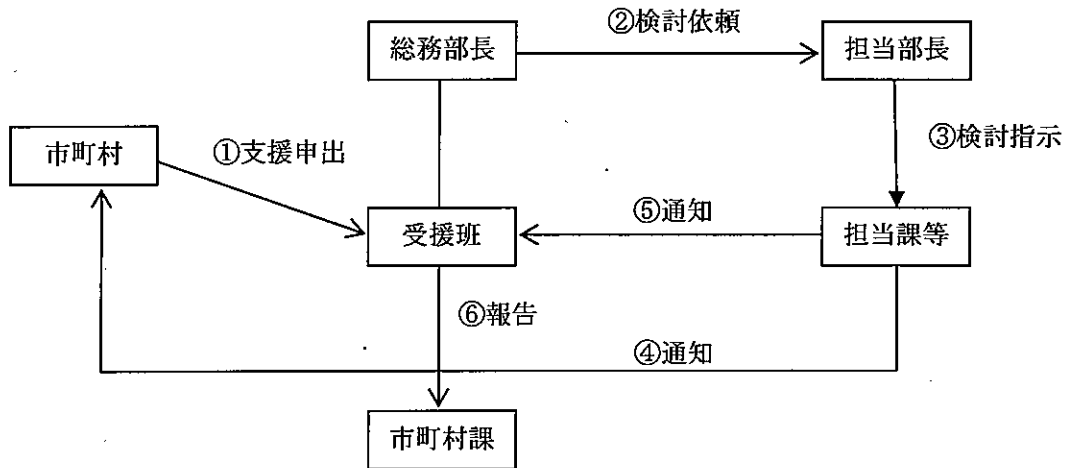 ②検討依頼
総務部長
担当部長
③検討指示
市町村
①支援申出
⑤通知
受援班
担当課等
⑥報告
④通知
市町村課